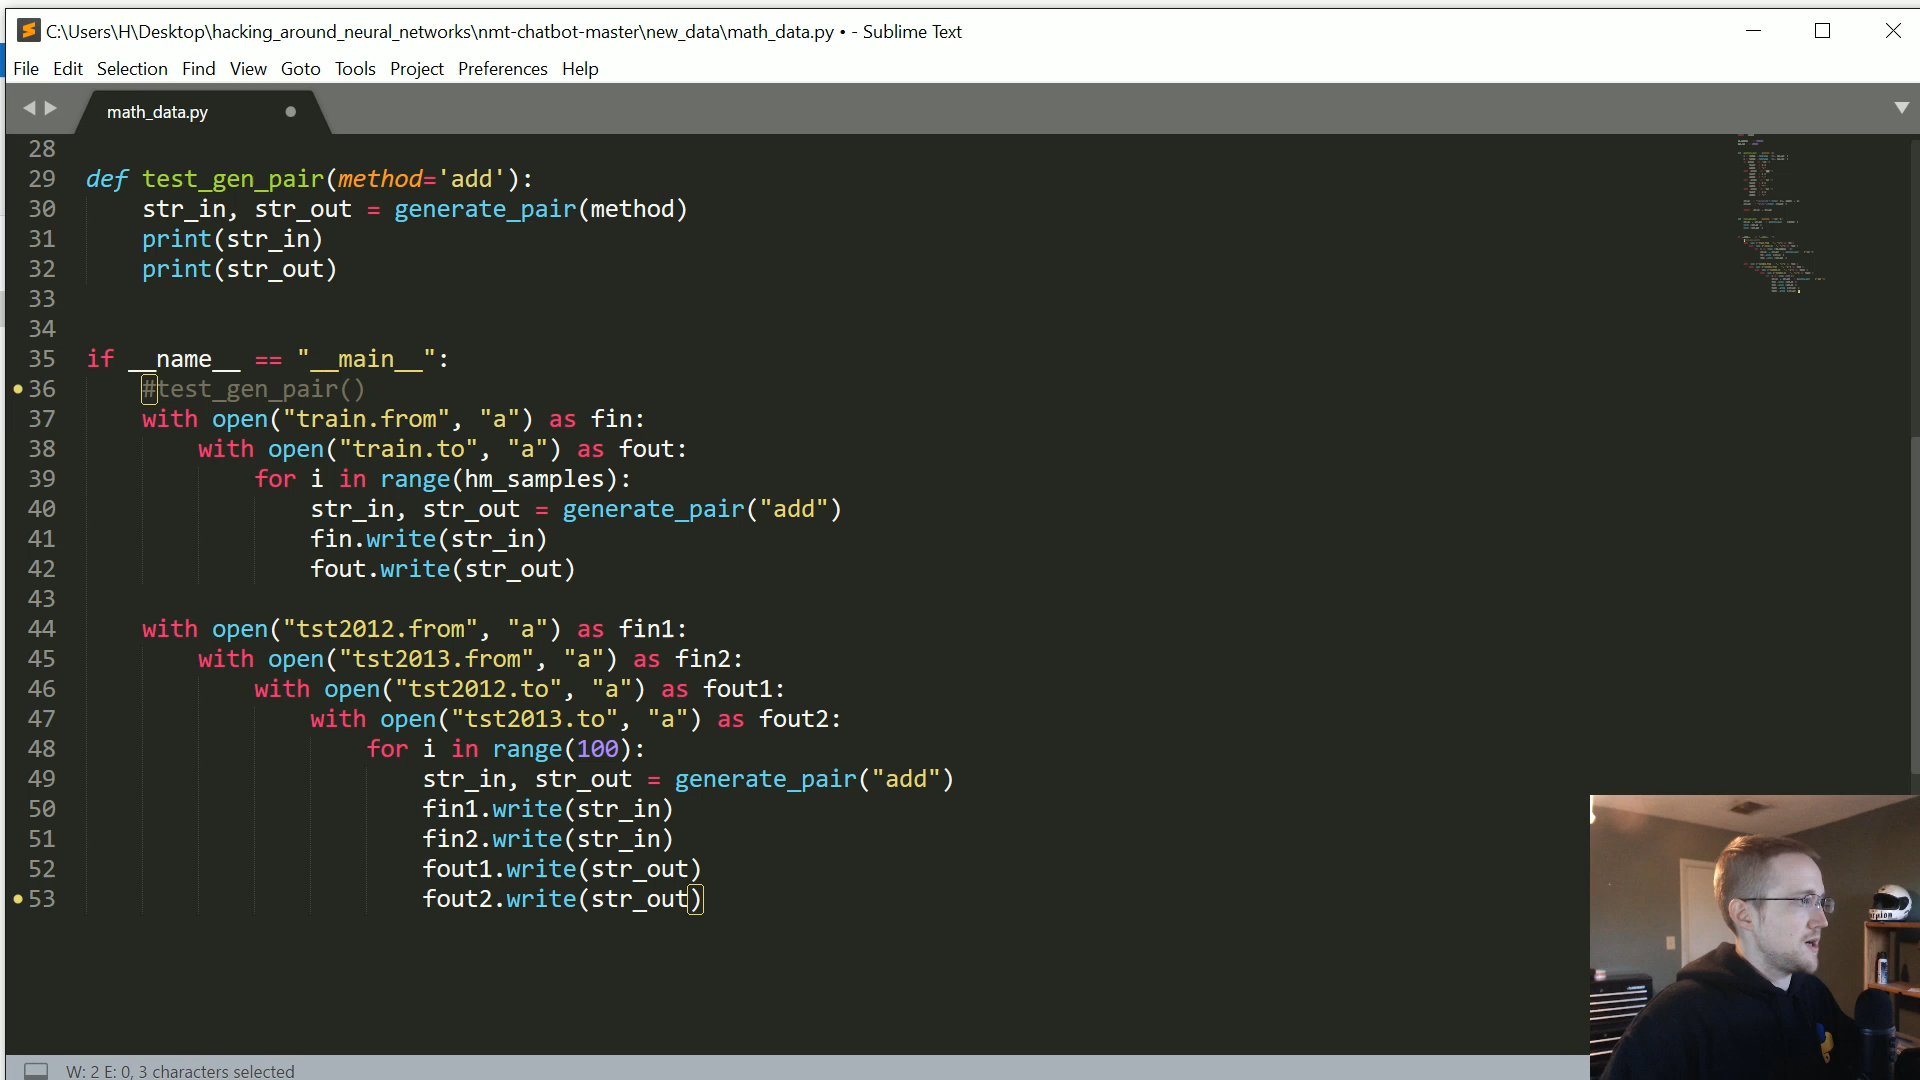 C:\Users\H\Desktop\hacking_around_neural_networks\nmt-chatbot-master\new_data\math_data.py • - Sublime Text
File Edit Selection Find View Goto Tools Project Preferences Help
math_data.py
28
29 def test_gen_pair(method='add'):
30 str_in, str_out = generate_pair(method)
31 print(str_in)
32 print(str_out)
33
34
35 if __name__ == "__main__":
36 #test_gen_pair()
37 with open("train.from", "a") as fin:
38 with open("train.to", "a") as fout:
39 for i in range(hm_samples):
40 str_in, str_out = generate_pair("add")
41 fin.write(str_in)
42 fout.write(str_out)
43
44 with open("tst2012.from", "a") as fin1:
45 with open("tst2013.from", "a") as fin2:
46 with open("tst2012.to", "a") as fout1:
47 with open("tst2013.to", "a") as fout2:
48 for i in range(100):
49 str_in, str_out = generate_pair("add")
50 fin1.write(str_in)
51 fin2.write(str_in)
52 fout1.write(str_out)
53 fout2.write(str_out)
W: 2 E: 0, 3 characters selected